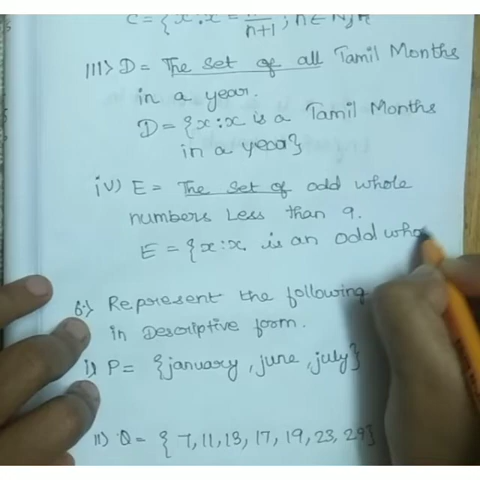 C = {x : x = n/n+1, n ∈ N,
III) D = The set of all Tamil Months
in a year.
D = {x : x is a Tamil Months
in a year}
iv) E = The set of odd whole
numbers Less than 9.
E = {x : x is an odd who
6.) Represent the following
in Descriptive form.
i) P = {january, june, july}
II) Q = { 7, 11, 13, 17, 19, 23, 29}